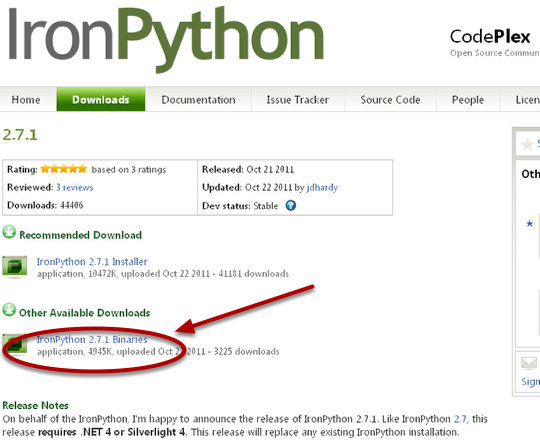 IronPython
CodePlex
Open Source Commun
Home Downloads Documentation Issue Tracker Source Code People Licen
2.7.1
Rating: based on 3 ratings
Reviewed: 3 reviews
Downloads: 44406
Released: Oct 21 2011
Updated: Oct 22 2011 by jdhardy
Dev status: Stable ?
Recommended Download
IronPython 2.7.1 Installer
application, 10472K, uploaded Oct 22 2011 - 41181 downloads
Other Available Downloads
IronPython 2.7.1 Binaries
application, 4945K, uploaded Oct 22 2011 - 3225 downloads
Release Notes
On behalf of the IronPython, I'm happy to announce the release of IronPython 2.7.1. Like IronPython 2.7, this
release requires .NET 4 or Silverlight 4. This release will replace any existing IronPython installation.
S
Oth
*
Sign